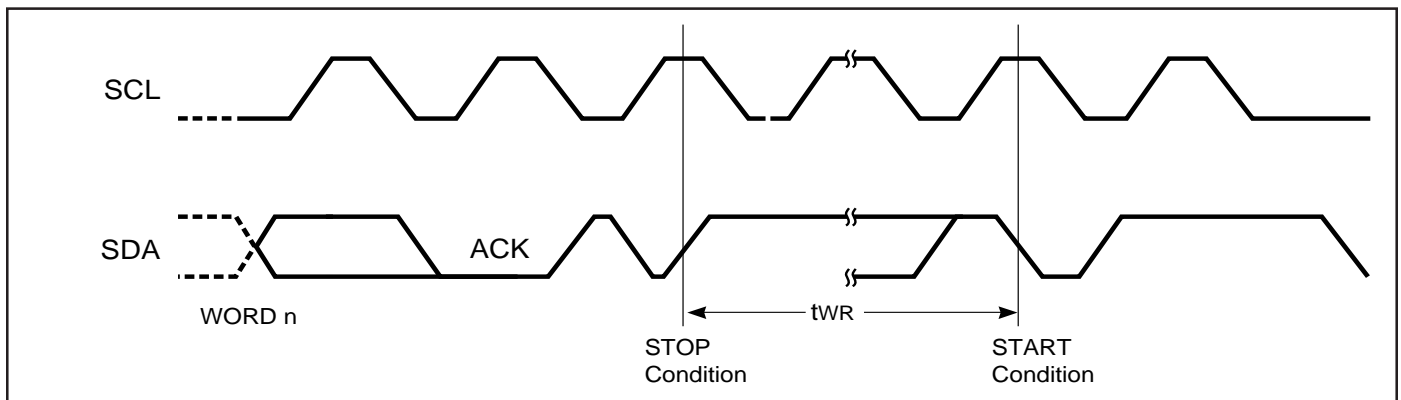 SCL
SDA
ACK
WORD n
tWR
STOP
Condition
START
Condition